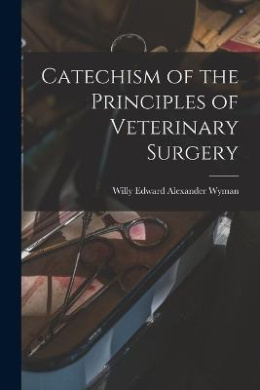 Catechism of the
Principles of
Veterinary
Surgery
Willy Edward Alexander Wyman